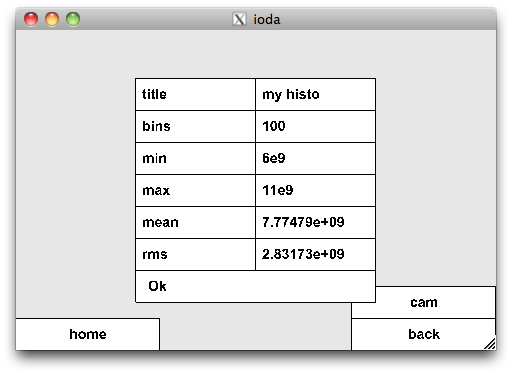 ioda
title my histo
bins 100
min 6e9
max 11e9
mean 7.77479e+09
rms 2.83173e+09
Ok
cam
home back